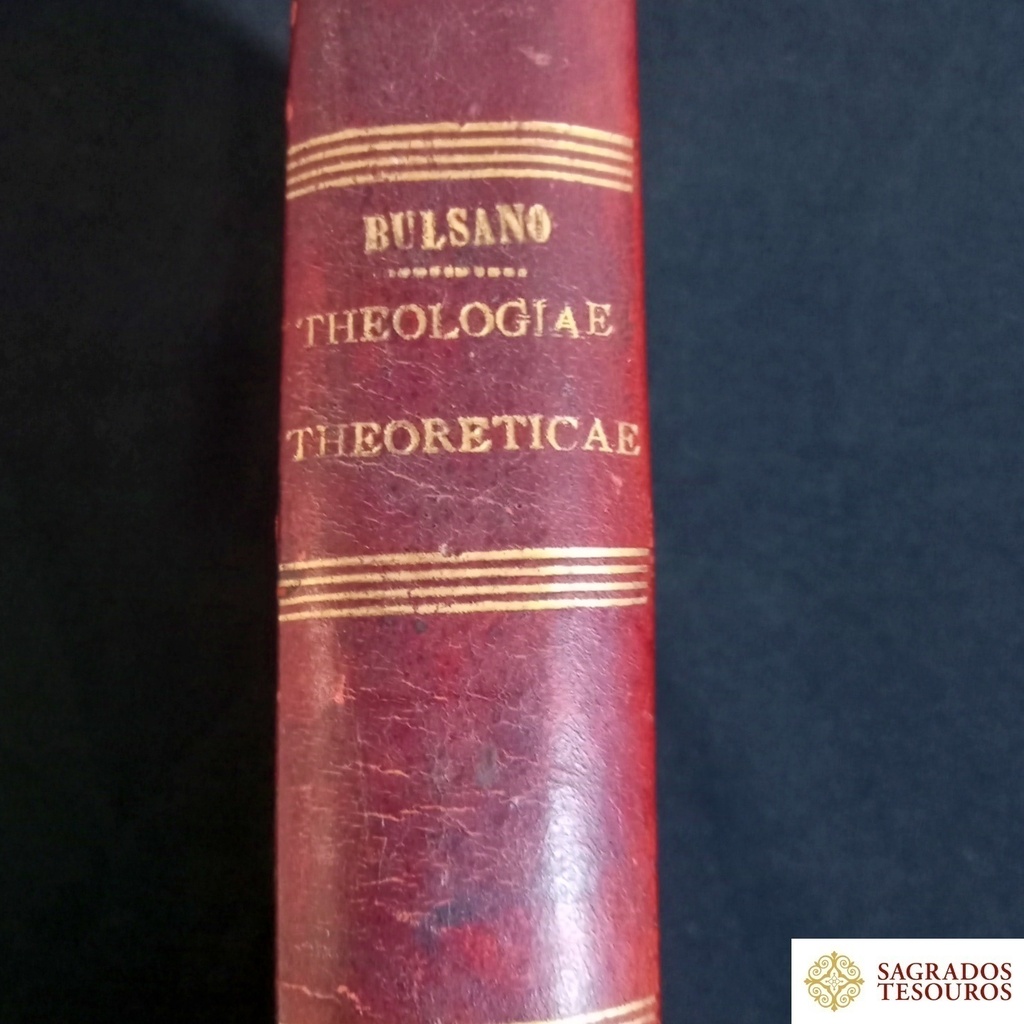 BULSANO
THEOLOGIAE
THEORETICAE
SAGRADOS
TESOUROS